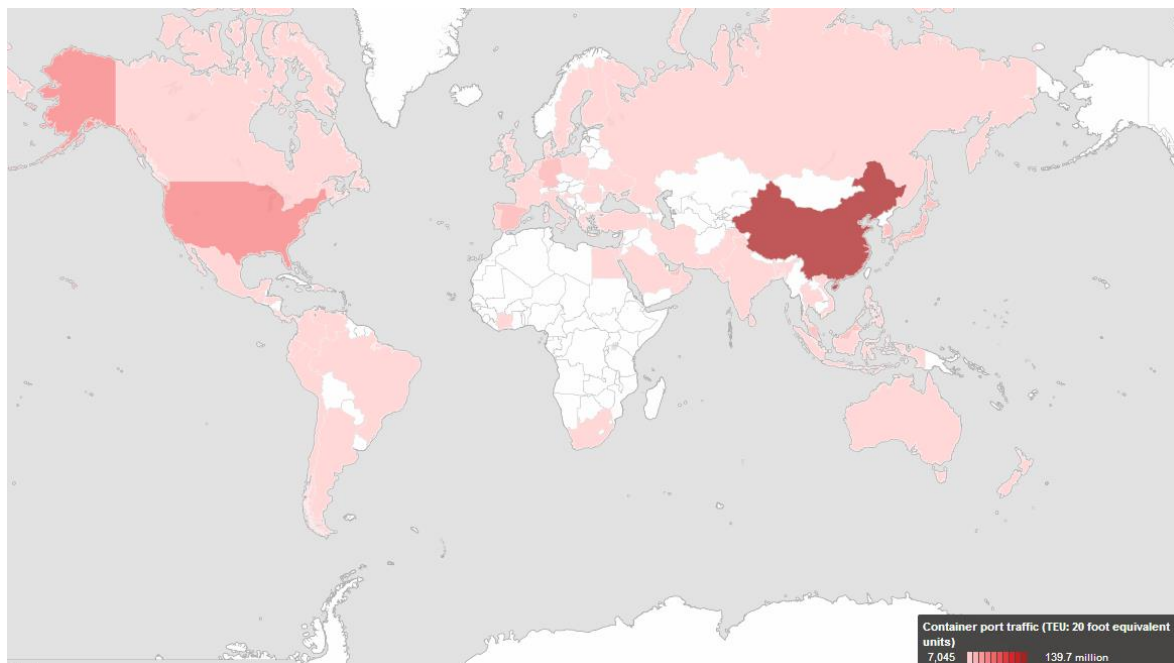 Container port traffic (TEU: 20 foot equivalent
units)
7,045 139.7 million